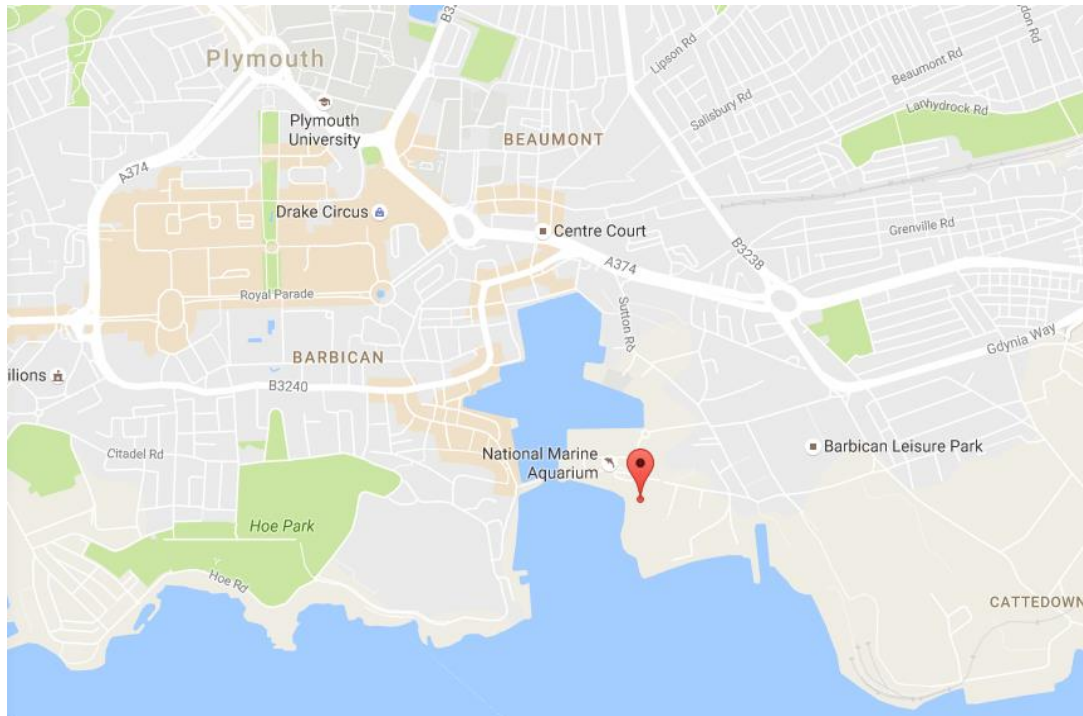 Plymouth
Plymouth
University
BEAUMONT
Lipson Rd
Salisbury Rd
Beaumont Rd
Lanhydrock Rd
A374
Drake Circus
Centre Court
A374
B3238
Grenville Rd
Royal Parade
Sutton Rd
BARBICAN
Gdynia Way
ilions
B3240
Citadel Rd
National Marine
Aquarium
Barbican Leisure Park
Hoe Park
Hoe Rd
CATTEDOWN